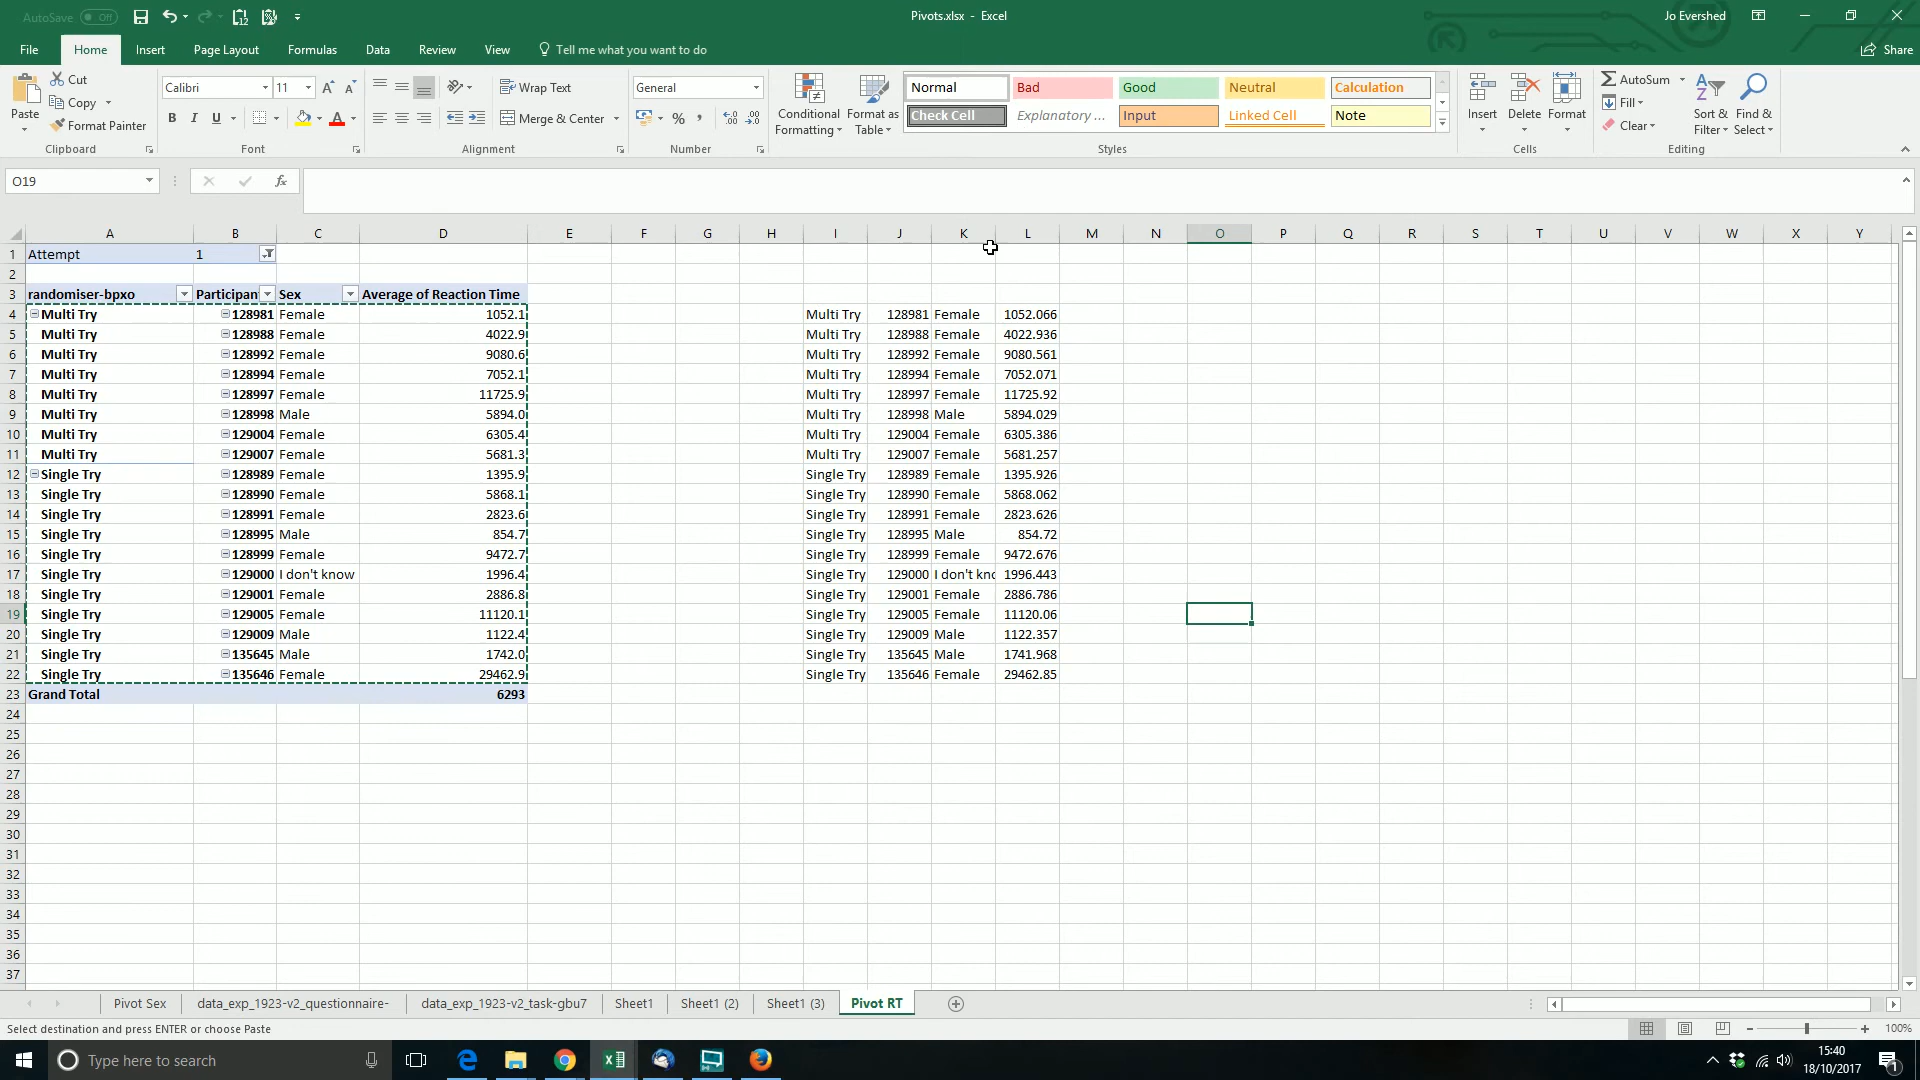 AutoSave Off
Pivots.xlsx - Excel
Jo Evershed
File Home Insert Page Layout Formulas Data Review View Tell me what you want to do
Share
Paste Cut Copy Format Painter
Clipboard
Calibri 11
B I U
Font
Wrap Text
Merge & Center
Alignment
General
Number
Conditional Formatting
Format as Table
Normal Bad Good Neutral Calculation
Check Cell Explanatory ... Input Linked Cell Note
Styles
Insert Delete Format
Cells
AutoSum
Fill
Clear
Sort & Filter
Find & Select
Editing
O19
fx
A B C D E F G H I J K L M N O P Q R S T U V W X Y
1 Attempt 1
2
3 randomiser-bpxo Participan Sex Average of Reaction Time
4 Multi Try 128981 Female 1052.1 Multi Try 128981 Female 1052.066
5 Multi Try 128988 Female 4022.9 Multi Try 128988 Female 4022.936
6 Multi Try 128992 Female 9080.6 Multi Try 128992 Female 9080.561
7 Multi Try 128994 Female 7052.1 Multi Try 128994 Female 7052.071
8 Multi Try 128997 Female 11725.9 Multi Try 128997 Female 11725.92
9 Multi Try 128998 Male 5894.0 Multi Try 128998 Male 5894.029
10 Multi Try 129004 Female 6305.4 Multi Try 129004 Female 6305.386
11 Multi Try 129007 Female 5681.3 Multi Try 129007 Female 5681.257
12 Single Try 128989 Female 1395.9 Single Try 128989 Female 1395.926
13 Single Try 128990 Female 5868.1 Single Try 128990 Female 5868.062
14 Single Try 128991 Female 2823.6 Single Try 128991 Female 2823.626
15 Single Try 128995 Male 854.7 Single Try 128995 Male 854.72
16 Single Try 128999 Female 9472.7 Single Try 128999 Female 9472.676
17 Single Try 129000 I don't know 1996.4 Single Try 129000 I don't kno 1996.443
18 Single Try 129001 Female 2886.8 Single Try 129001 Female 2886.786
19 Single Try 129005 Female 11120.1 Single Try 129005 Female 11120.06
20 Single Try 129009 Male 1122.4 Single Try 129009 Male 1122.357
21 Single Try 135645 Male 1742.0 Single Try 135645 Male 1741.968
22 Single Try 135646 Female 29462.9 Single Try 135646 Female 29462.85
23 Grand Total 6293
24
25
26
27
28
29
30
31
32
33
34
35
36
37
Pivot Sex data_exp_1923-v2_questionnaire- data_exp_1923-v2_task-gbu7 Sheet1 Sheet1 (2) Sheet1 (3) Pivot RT
Select destination and press ENTER or choose Paste
100%
Type here to search
15:40
18/10/2017
1